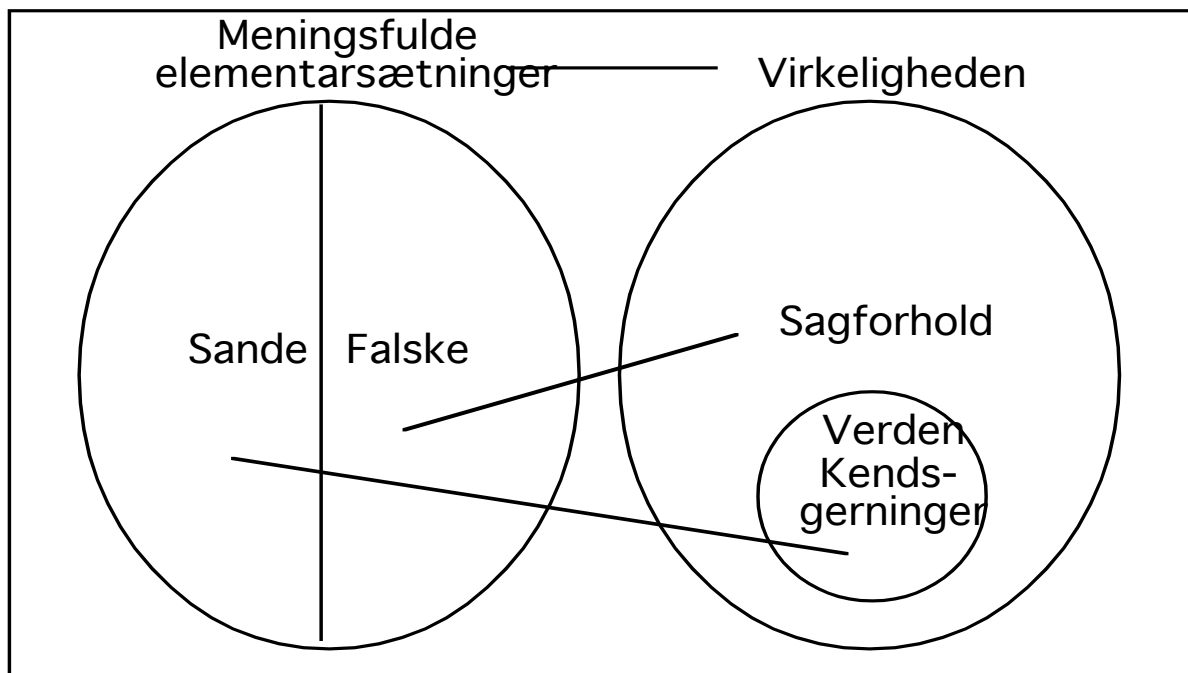 Meningsfulde
elementarsætninger
Virkeligheden
Sande
Falske
Sagforhold
Verden
Kends-
gerninger